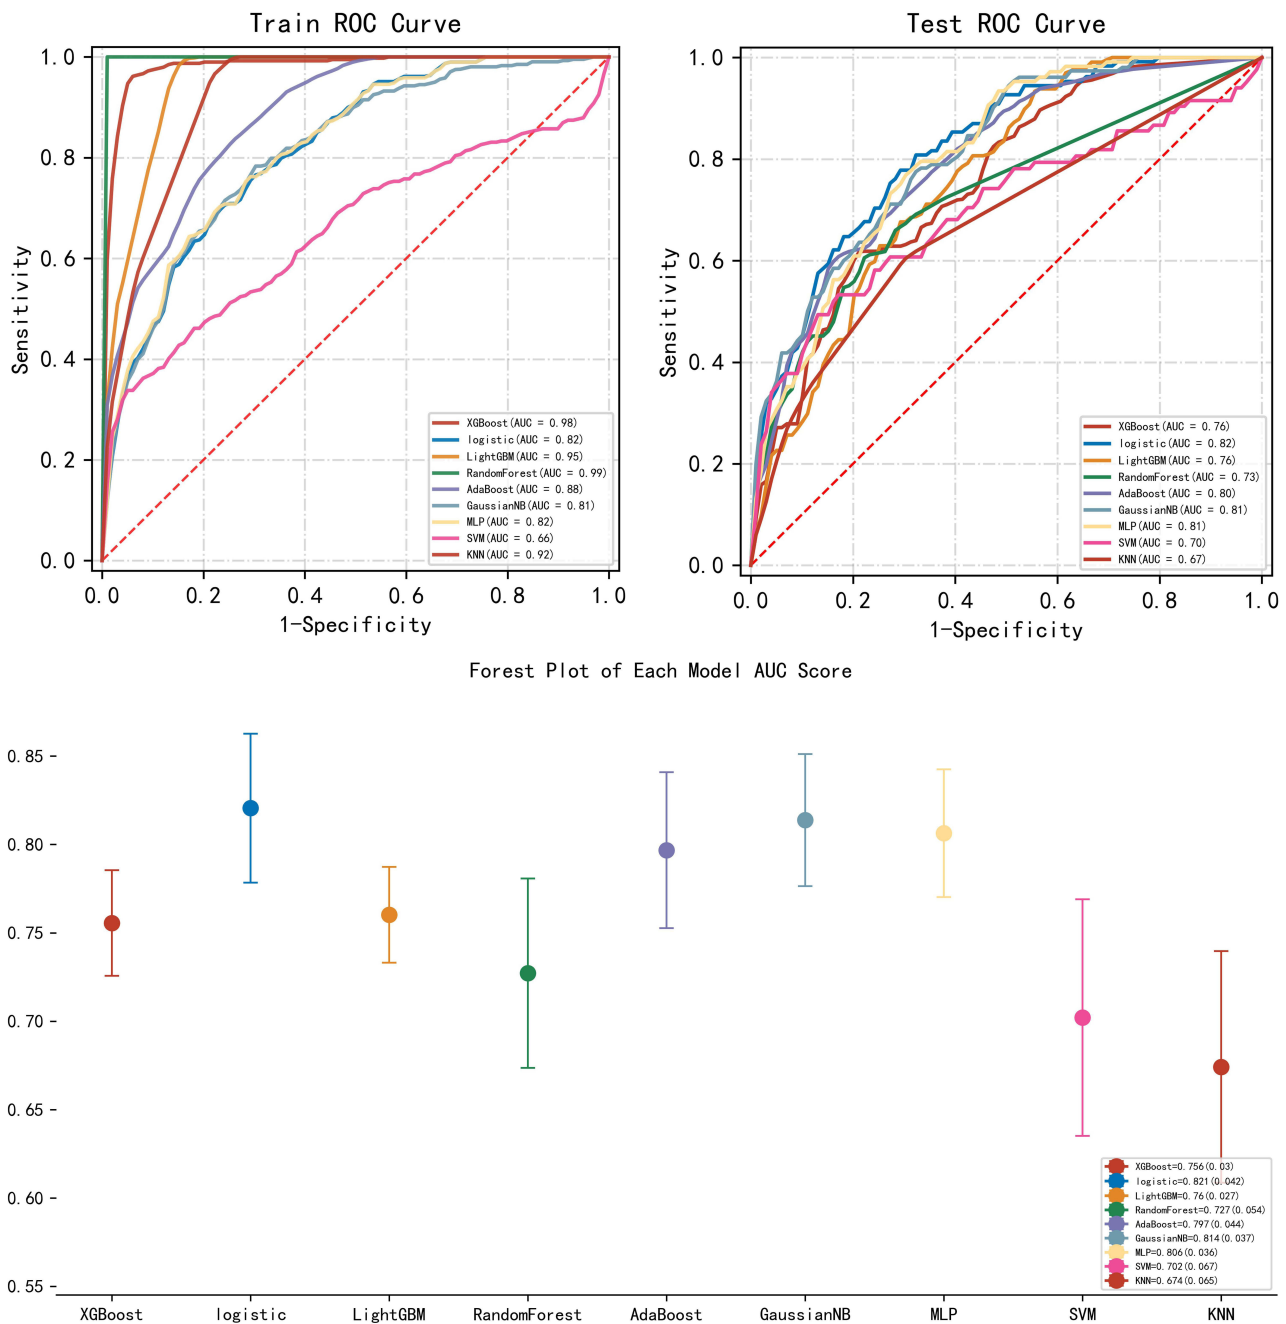 Train ROC Curve
1.0
0.8
0.6
0.4
0.2
0.0
Sensitivity
XGBoost(AUC = 0.98)
logistic(AUC = 0.82)
LightGBM(AUC = 0.95)
RandomForest(AUC = 0.99)
AdaBoost(AUC = 0.88)
GaussianNB(AUC = 0.81)
MLP(AUC = 0.82)
SVM(AUC = 0.66)
KNN(AUC = 0.92)
0.0 0.2 0.4 0.6 0.8 1.0
1-Specificity
Test ROC Curve
1.0
0.8
0.6
0.4
0.2
0.0
Sensitivity
XGBoost(AUC = 0.76)
logistic(AUC = 0.82)
LightGBM(AUC = 0.76)
RandomForest(AUC = 0.73)
AdaBoost(AUC = 0.80)
GaussianNB(AUC = 0.81)
MLP(AUC = 0.81)
SVM(AUC = 0.70)
KNN(AUC = 0.67)
0.0 0.2 0.4 0.6 0.8 1.0
1-Specificity
Forest Plot of Each Model AUC Score
0.85
0.80
0.75
0.70
0.65
0.60
0.55
XGBoost=0.756(0.03)
logistic=0.821(0.042)
LightGBM=0.76(0.027)
RandomForest=0.727(0.054)
AdaBoost=0.797(0.044)
GaussianNB=0.814(0.037)
MLP=0.806(0.036)
SVM=0.702(0.067)
KNN=0.674(0.065)
XGBoost logistic LightGBM RandomForest AdaBoost GaussianNB MLP SVM KNN